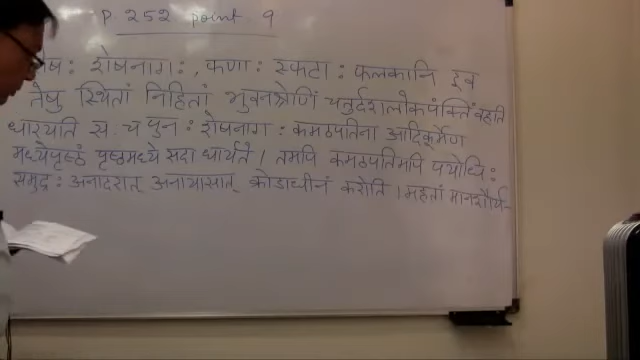 P. 252 point 9
शेष: शेषनाग: , फणा: स्फटा: फलकानि इव
तेषु स्थितां निहितां भुवनश्रेणिं चतुर्दशलोकपंक्तिं वहति
धारयति स. च पुन: शेषनाग: कमठपतिना आदिकूर्मेण
मध्येपृष्ठं पृष्ठमध्ये सदा धार्यते । तमपि कमठपतिमपि पयोधि:
समुद्र: अनादरात् अनायासात् क्रोडाधीनं करोति । महतां मानशौर्य-